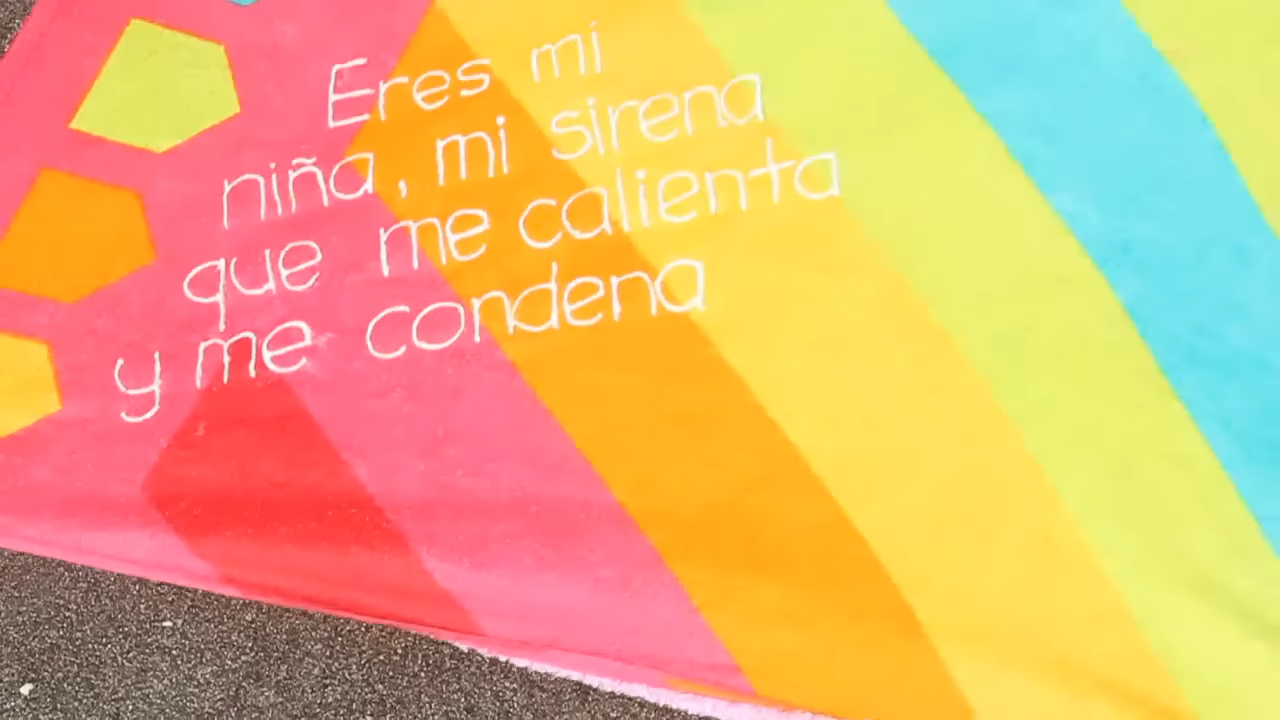 Eres mi
niña, mi sirena
que me calienta
y me condena